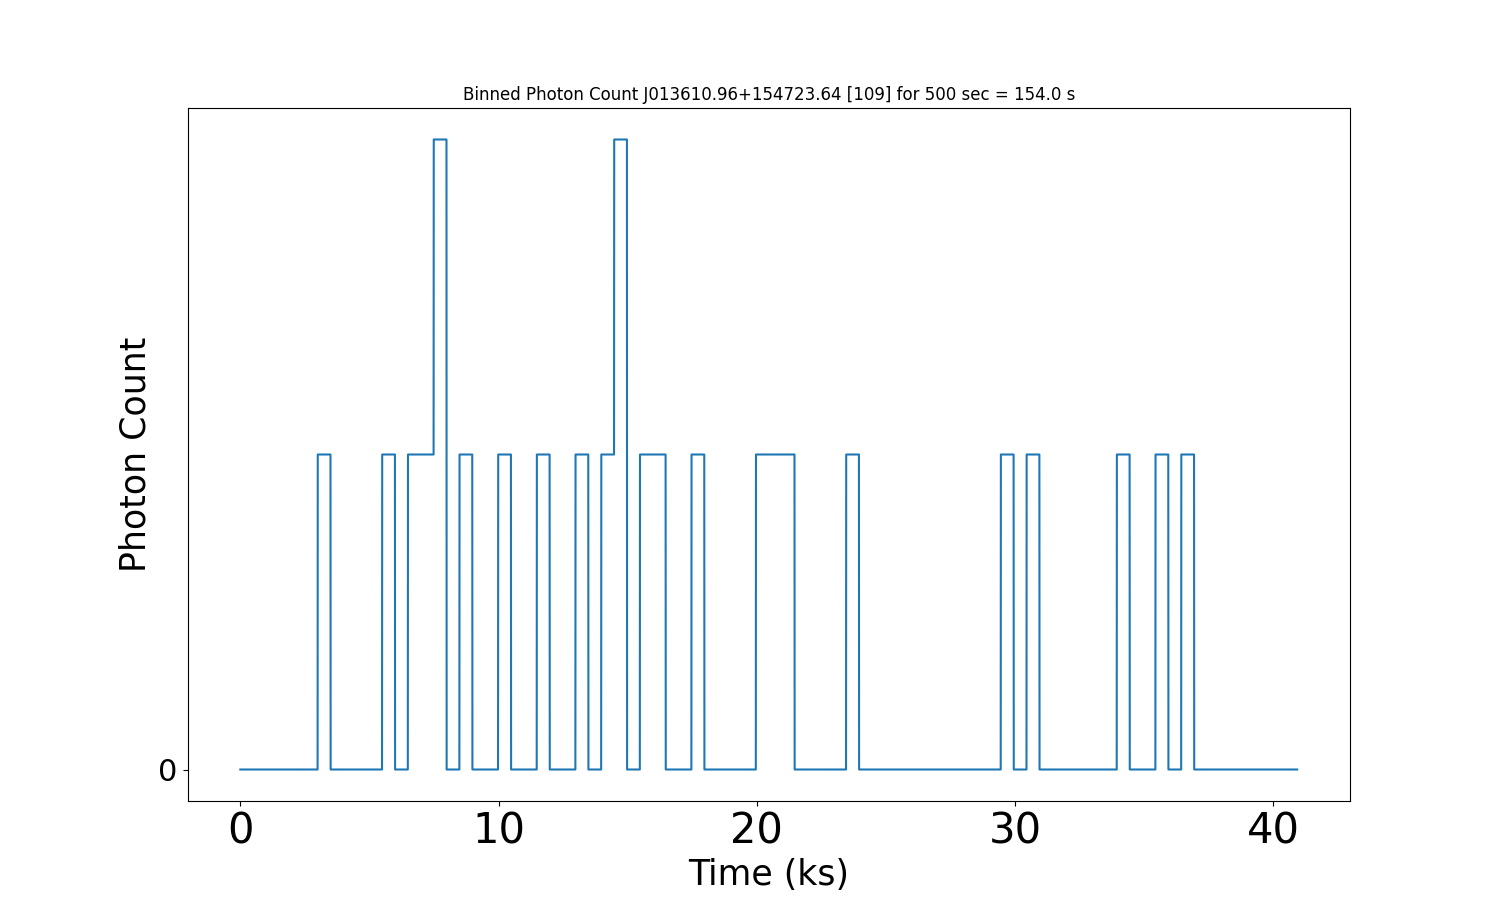 Binned Photon Count J013610.96+154723.64 [109] for 500 sec = 154.0 s
Photon Count
0
0 10 20 30 40
Time (ks)